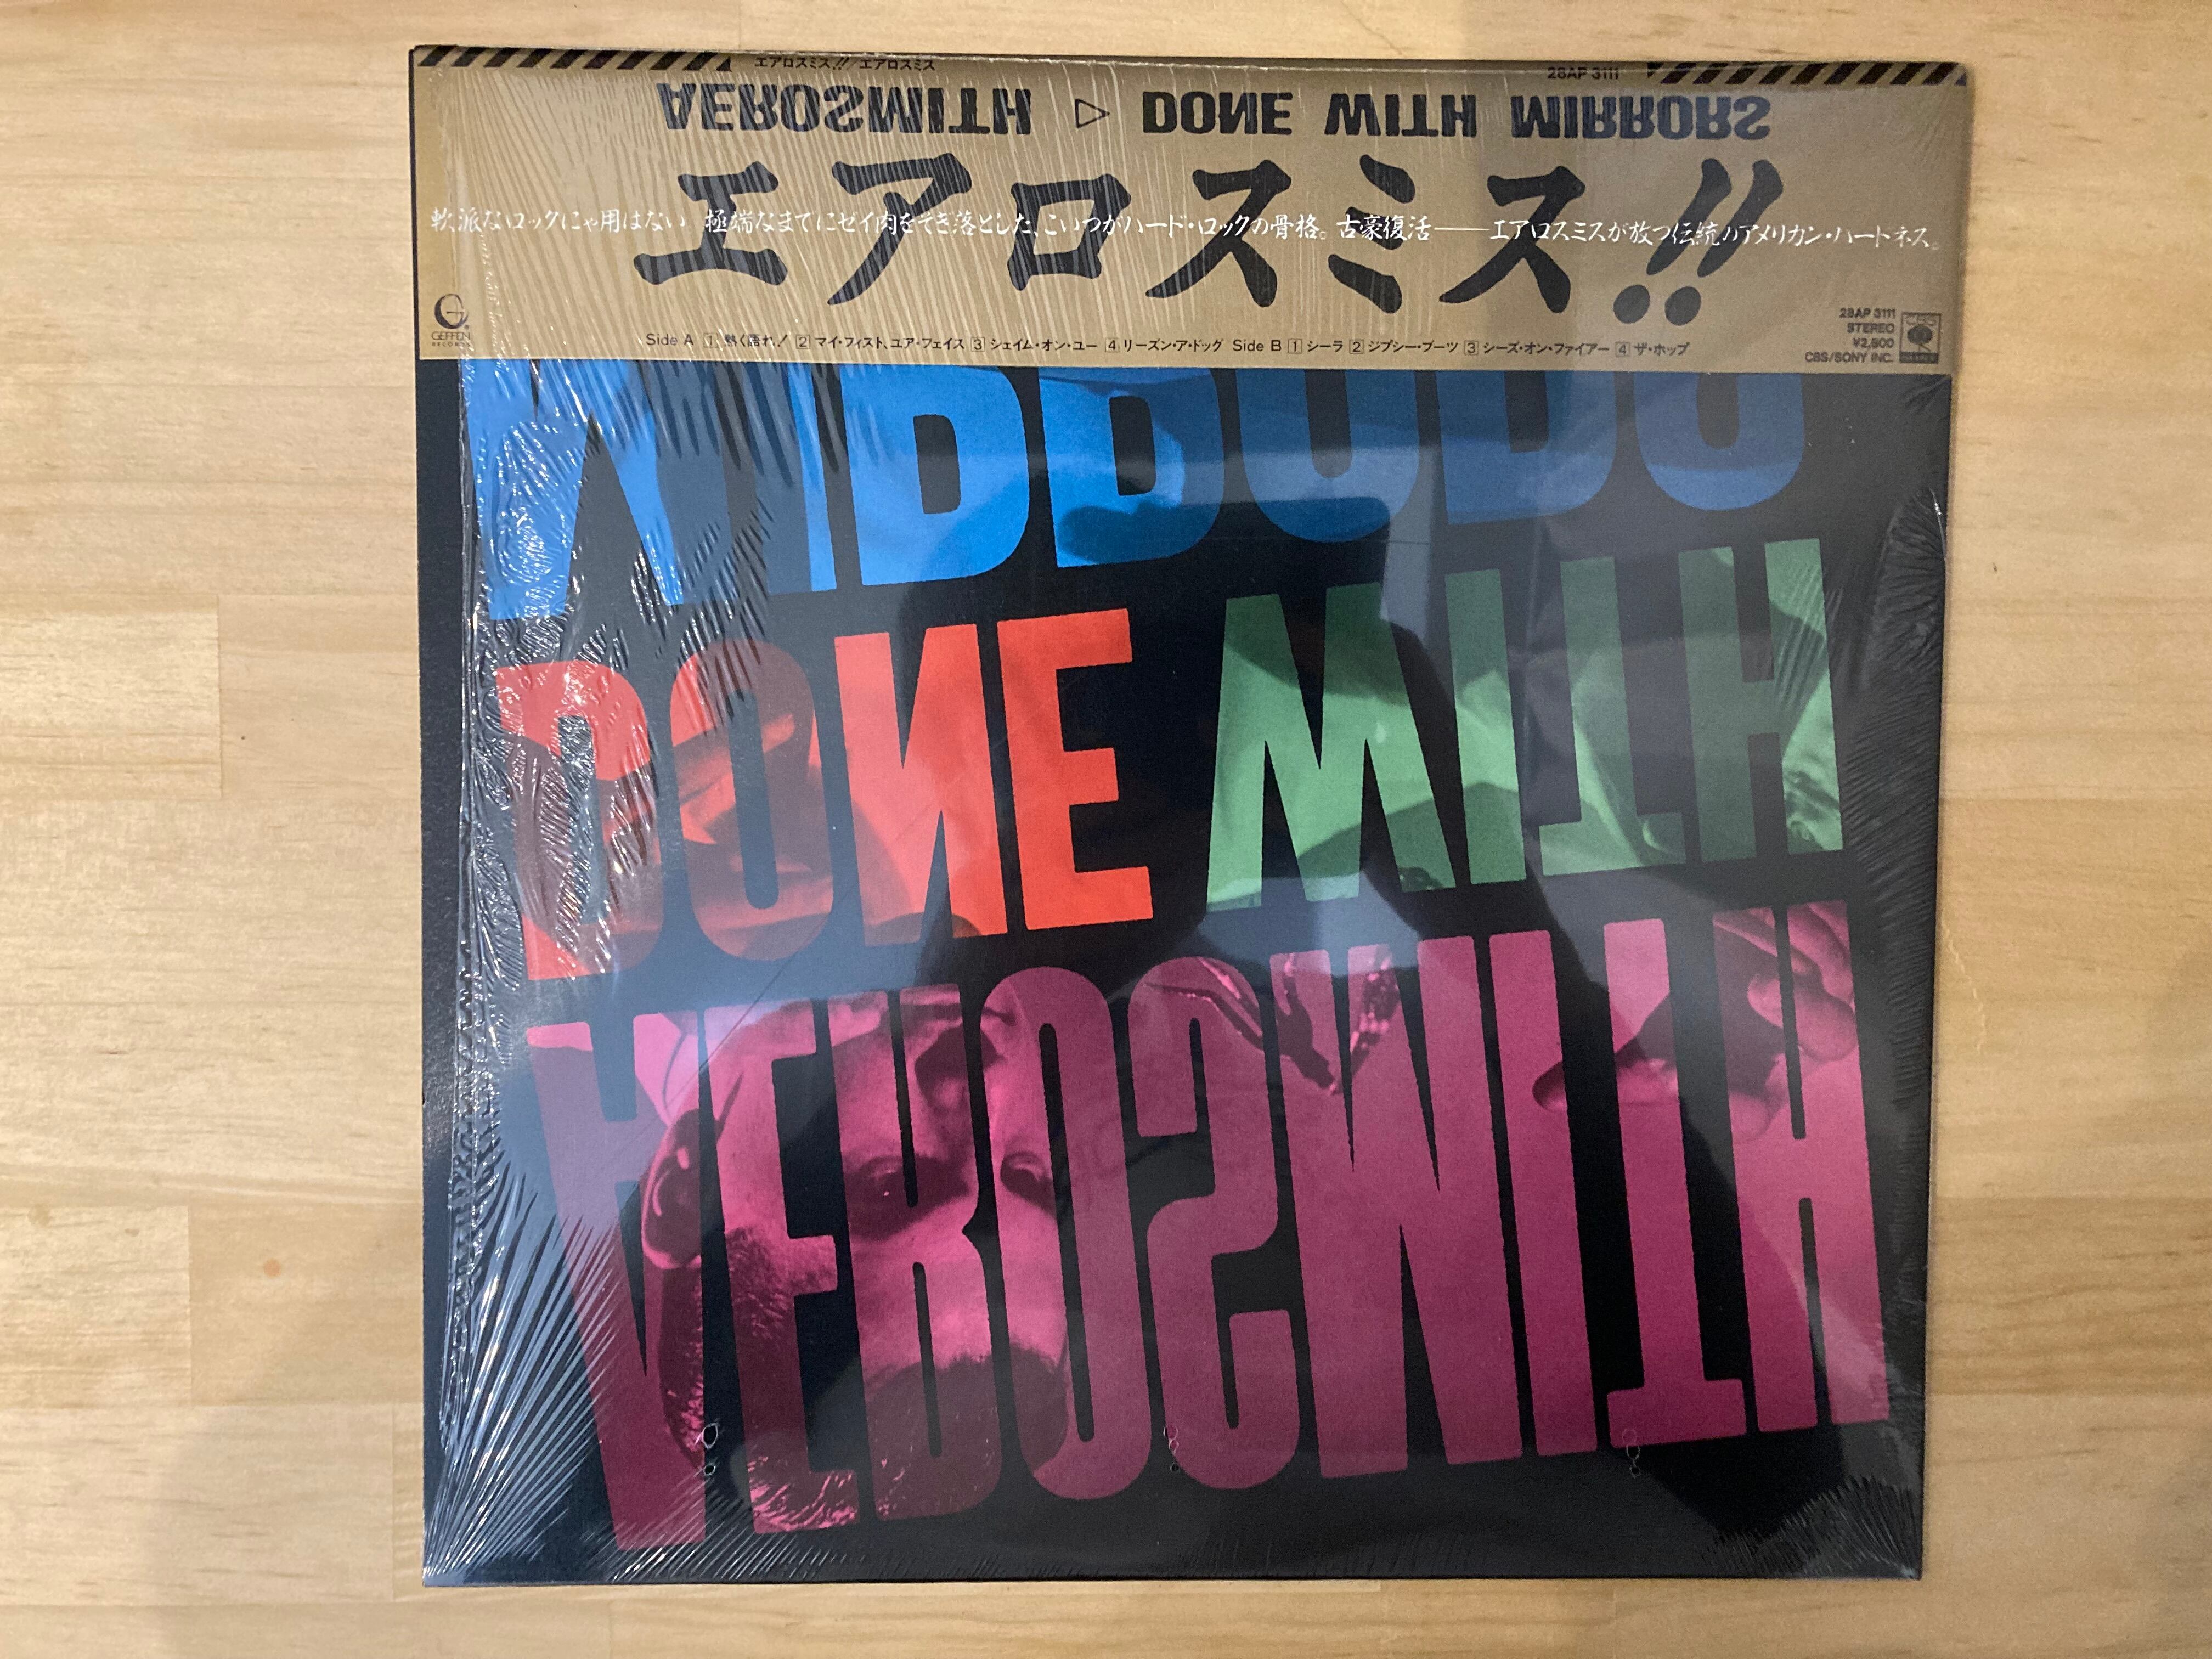 エアロスミス!!/エアロスミス
28AP 3111
AEROSMITH ▷ DONE WITH MIRRORS
エアロスミス!!
軟派なロックにゃ用はない 極端なまでにゼイ肉をそぎ落とした、こいつがハード・ロックの骨格。古豪復活——エアロスミスが放つ伝統のアメリカン・ハートネス。
GEFFEN
RECORDS
Side A 1 熱く語れ! 2 マイ・フィスト、ユア・フェイス 3 シェイム・オン・ユー 4 リーズン・ア・ドッグ Side B 1 シーラ 2 ジプシー・ブーツ 3 シーズ・オン・ファイアー 4 ザ・ホップ
28AP 3111
STEREO
¥2,800
CBS/SONY INC.
CBS
MIRRORS
DONE WITH
AEROSMITH